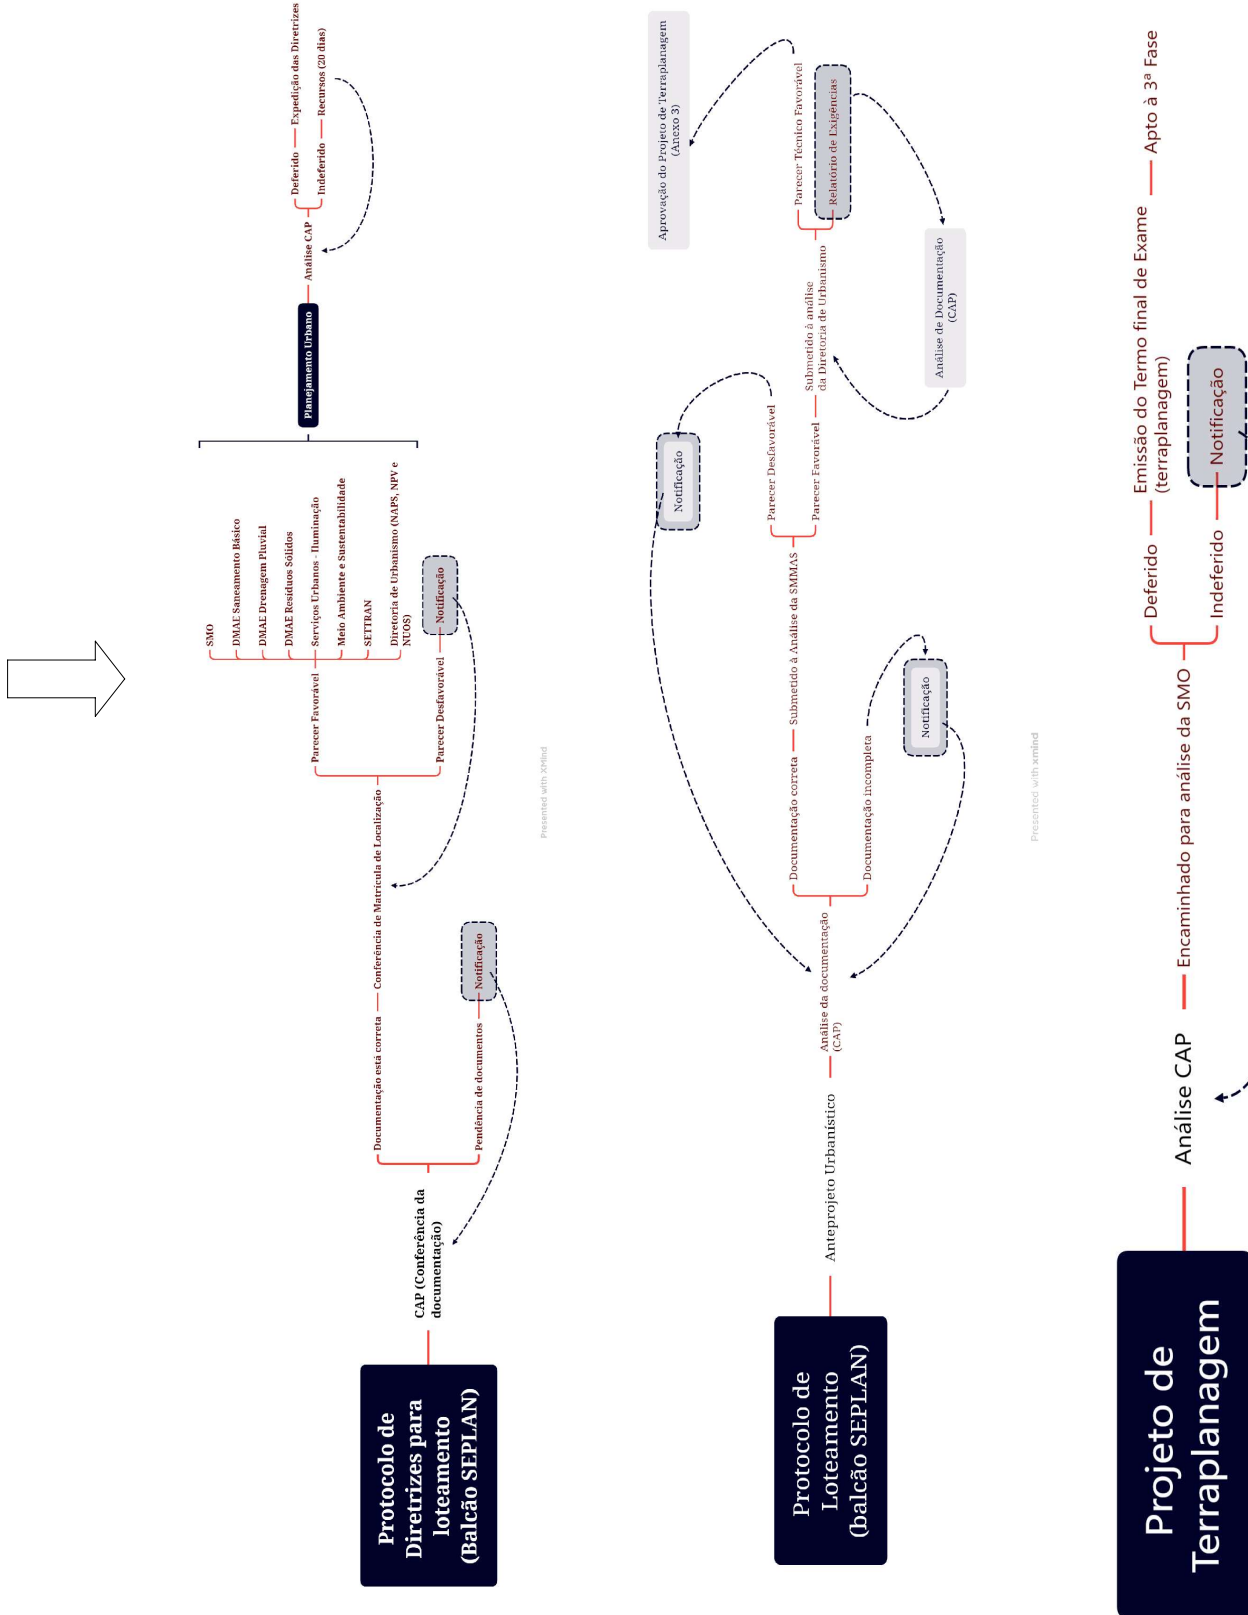 Protocolo de
Diretrizes para
loteamento
(Balcão SEPLAN)
CAP (Conferência da
documentação)
Documentação está correta
Pendência de documentos
Notificação
Conferência de Matrícula de Localização
Parecer Favorável
Parecer Desfavorável
Notificação
SMO
DMAE Saneamento Básico
DMAE Drenagem Pluvial
DMAE Resíduos Sólidos
Serviços Urbanos - Iluminação
Meio Ambiente e Sustentabilidade
SETTRAN
Diretoria de Urbanismo (NAPS, NPV e
NUOS)
Planejamento Urbano
Análise CAP
Deferido
Expedição das Diretrizes
Indeferido
Recursos (20 dias)
Presented with XMind
Protocolo de
Loteamento
(balcão SEPLAN)
Anteprojeto Urbanístico
Análise da documentação
(CAP)
Documentação correta
Documentação incompleta
Notificação
Submetido à Análise da SMMAS
Parecer Desfavorável
Notificação
Parecer Favorável
Submetido à análise
da Diretoria de Urbanismo
Parecer Técnico Favorável
Relatório de Exigências
Aprovação do Projeto de Terraplanagem
(Anexo 3)
Análise de Documentação
(CAP)
Presented with xmind
Projeto de
Terraplanagem
Análise CAP
Encaminhado para análise da SMO
Deferido
Emissão do Termo final de Exame
(terraplanagem)
Apto à 3ª Fase
Indeferido
Notificação